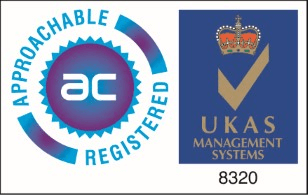 APPROACHABLE
ac
REGISTERED
UKAS
MANAGEMENT
SYSTEMS
8320